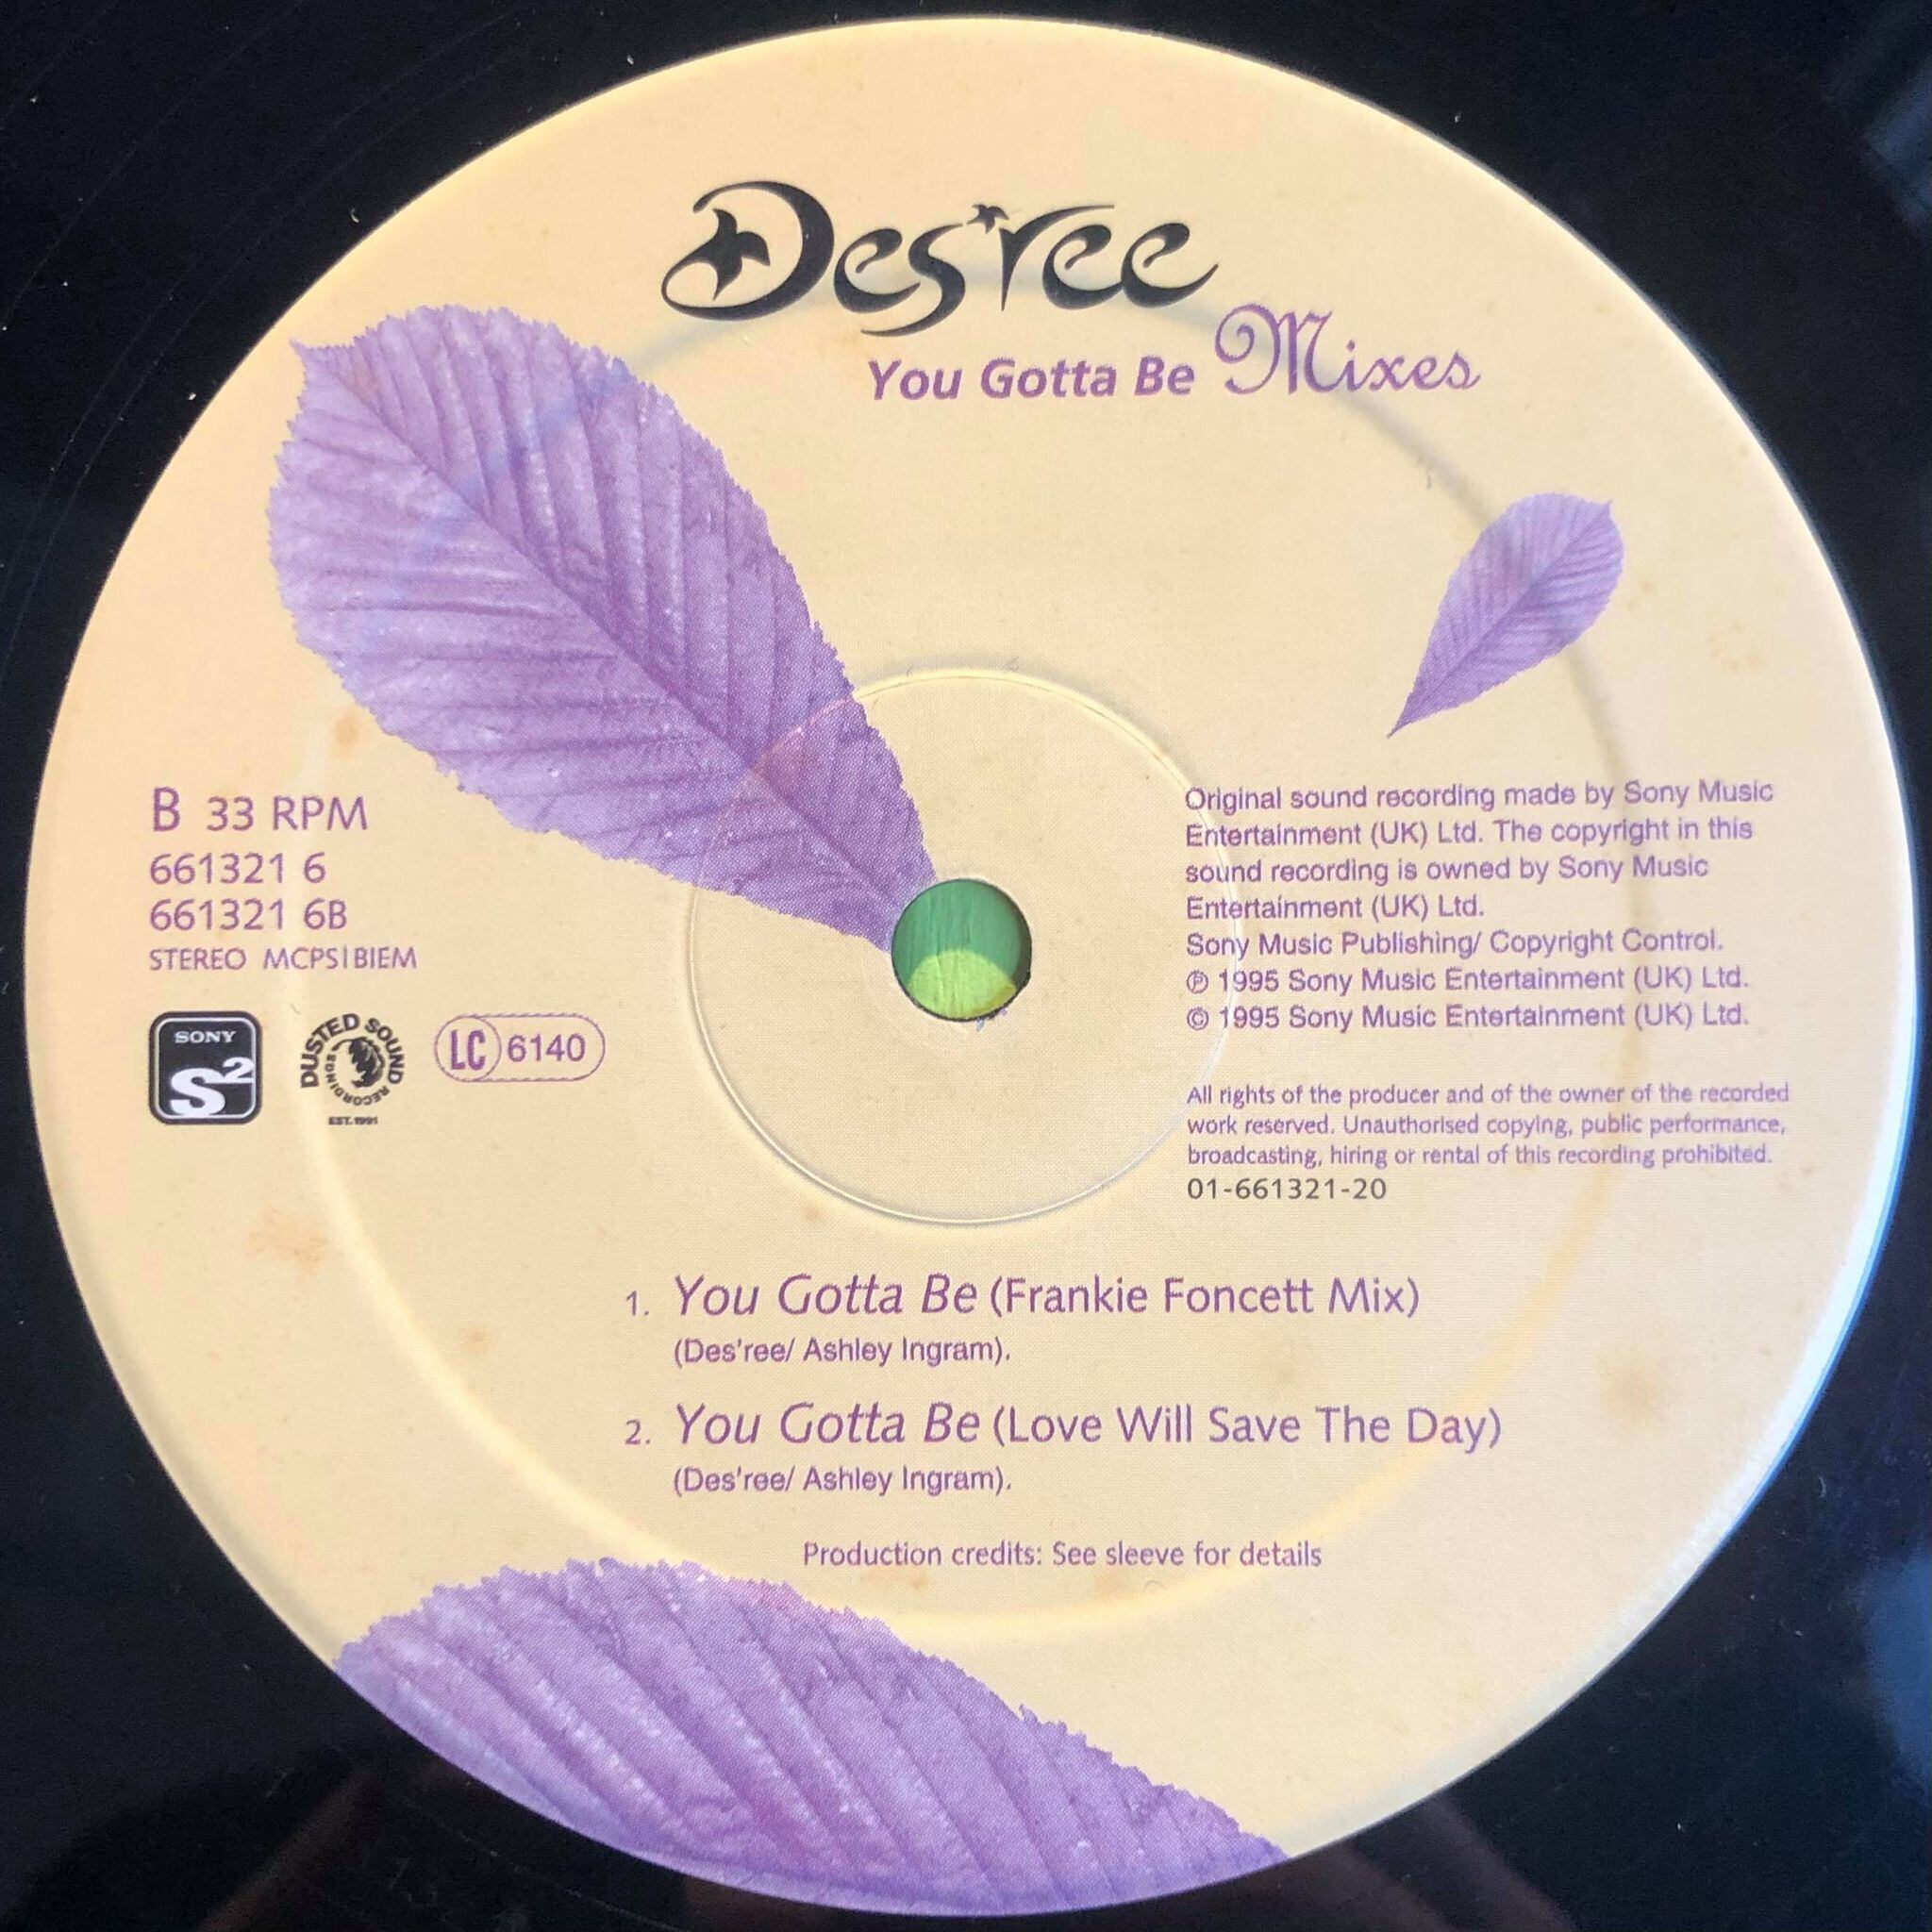 Des'ree
You Gotta Be Mixes
B 33 RPM
661321 6
661321 6B
STEREO MCPS|BIEM
SONY
S2
DUSTED SOUND
RECORDINGS
EST. 1991
LC 6140
Original sound recording made by Sony Music
Entertainment (UK) Ltd. The copyright in this
sound recording is owned by Sony Music
Entertainment (UK) Ltd.
Sony Music Publishing/ Copyright Control.
℗ 1995 Sony Music Entertainment (UK) Ltd.
© 1995 Sony Music Entertainment (UK) Ltd.
All rights of the producer and of the owner of the recorded
work reserved. Unauthorised copying, public performance,
broadcasting, hiring or rental of this recording prohibited.
01-661321-20
1. You Gotta Be (Frankie Foncett Mix)
(Des'ree/ Ashley Ingram).
2. You Gotta Be (Love Will Save The Day)
(Des'ree/ Ashley Ingram).
Production credits: See sleeve for details